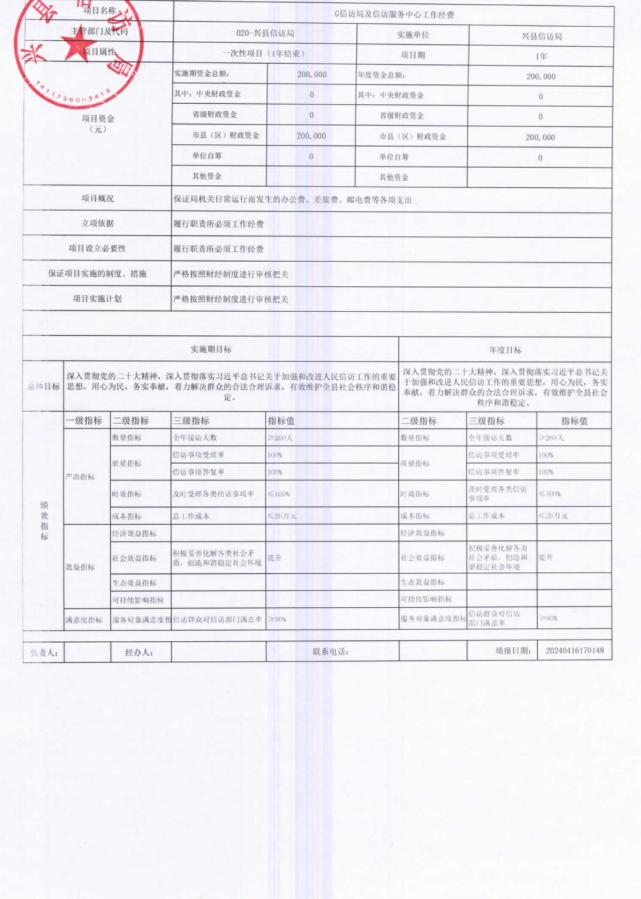 兴县信访局
1411236003416
项目名称 G信访局及信访服务中心工作经费
主管部门及代码 020-兴县信访局 实施单位 兴县信访局
项目属性 一次性项目（1年结束） 项目期 1年
项目资金（元） 实施期资金总额: 200,000 年度资金总额: 200,000
其中: 中央财政资金 0 其中: 中央财政资金 0
省级财政资金 0 省级财政资金 0
市县（区）财政资金 200,000 市县（区）财政资金 200,000
单位自筹 0 单位自筹 0
其他资金 其他资金
项目概况 保证局机关日常运行而发生的办公费、差旅费、邮电费等各项支出
立项依据 履行职责所必须工作经费
项目设立必要性 履行职责所必须工作经费
保证项目实施的制度、措施 严格按照财经制度进行审核把关
项目实施计划 严格按照财经制度进行审核把关
实施期目标 年度目标
总体目标
深入贯彻党的二十大精神，深入贯彻落实习近平总书记关于加强和改进人民信访工作的重要
思想，用心为民，务实奉献，着力解决群众的合法合理诉求，有效维护全县社会秩序和谐稳
定。
深入贯彻党的二十大精神，深入贯彻落实习近平总书记关
于加强和改进人民信访工作的重要思想，用心为民，务实
奉献，着力解决群众的合法合理诉求，有效维护全县社会
秩序和谐稳定。
绩效指标
一级指标 二级指标 三级指标 指标值 二级指标 三级指标 指标值
产出指标 数量指标 全年接访天数 ≥260天 数量指标 全年接访天数 ≥260天
质量指标 信访事项受理率 100% 质量指标 信访事项受理率 100%
信访事项答复率 100% 信访事项答复率 100%
时效指标 及时受理各类信访事项率 ≤100% 时效指标 及时受理各类信访事项率 ≤100%
成本指标 总工作成本 ≤20万元 成本指标 总工作成本 ≤20万元
效益指标 经济效益指标 经济效益指标
社会效益指标 积极妥善化解各类社会矛盾，创造和谐稳定社会环境 提升 社会效益指标 积极妥善化解各类社会矛盾，创造和谐稳定社会环境 提升
生态效益指标 生态效益指标
可持续影响指标 可持续影响指标
满意度指标 服务对象满意度指 信访群众对信访部门满意率 ≥90% 服务对象满意度指标 信访群众对信访部门满意率 ≥90%
负责人: 经办人: 联系电话: 填报日期: 20240416170148